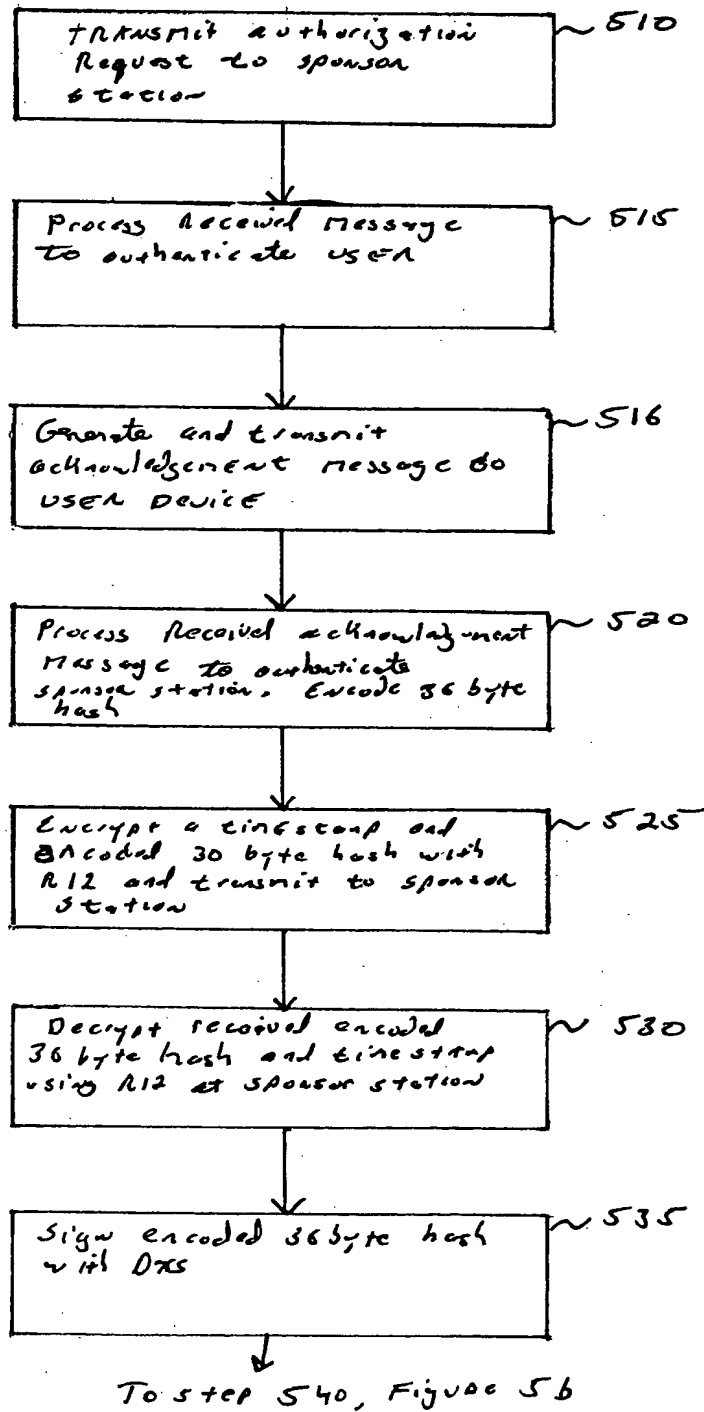 TRANSMIT authorization
510
Request to sponsor
station
Process Received Message
515
to authenticate USER
Generate and transmit
516
acknowledgement Message to
USER DEVICE
Process Received acknowledgment
520
Message to authenticate
sponsor station. Encode 36 byte
hash
Encrypt a timestamp and
525
encoded 30 byte hash with
R12 and transmit to sponsor
station
Decrypt received encoded
530
36 byte hash and timestamp
using R12 at sponsor station
Sign encoded 36 byte hash
535
with Dxs
To step 540, Figure 5b